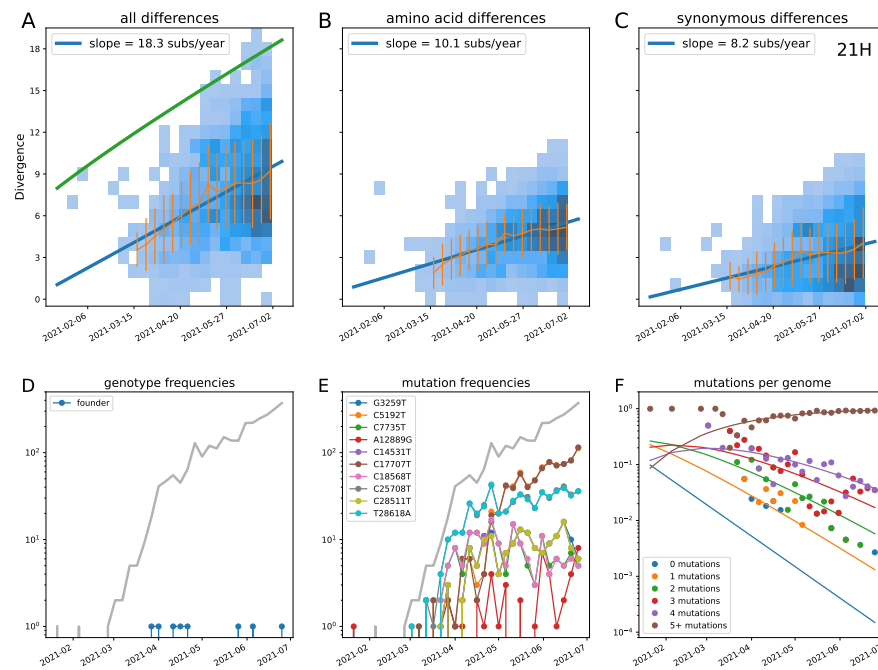 A
all differences
B
amino acid differences
C
synonymous differences
slope = 18.3 subs/year
slope = 10.1 subs/year
slope = 8.2 subs/year
21H
Divergence
18
15
12
9
6
3
0
2021-02-06
2021-03-15
2021-04-20
2021-05-27
2021-07-02
2021-02-06
2021-03-15
2021-04-20
2021-05-27
2021-07-02
2021-02-06
2021-03-15
2021-04-20
2021-05-27
2021-07-02
D
genotype frequencies
founder
10²
10¹
10⁰
2021-02
2021-03
2021-04
2021-05
2021-06
2021-07
E
mutation frequencies
G3259T
C5192T
C7735T
A12889G
C14531T
C17707T
C18568T
C25708T
C28511T
T28618A
10²
10¹
10⁰
2021-02
2021-03
2021-04
2021-05
2021-06
2021-07
F
mutations per genome
10⁰
10⁻¹
10⁻²
10⁻³
10⁻⁴
0 mutations
1 mutations
2 mutations
3 mutations
4 mutations
5+ mutations
2021-02
2021-03
2021-04
2021-05
2021-06
2021-07